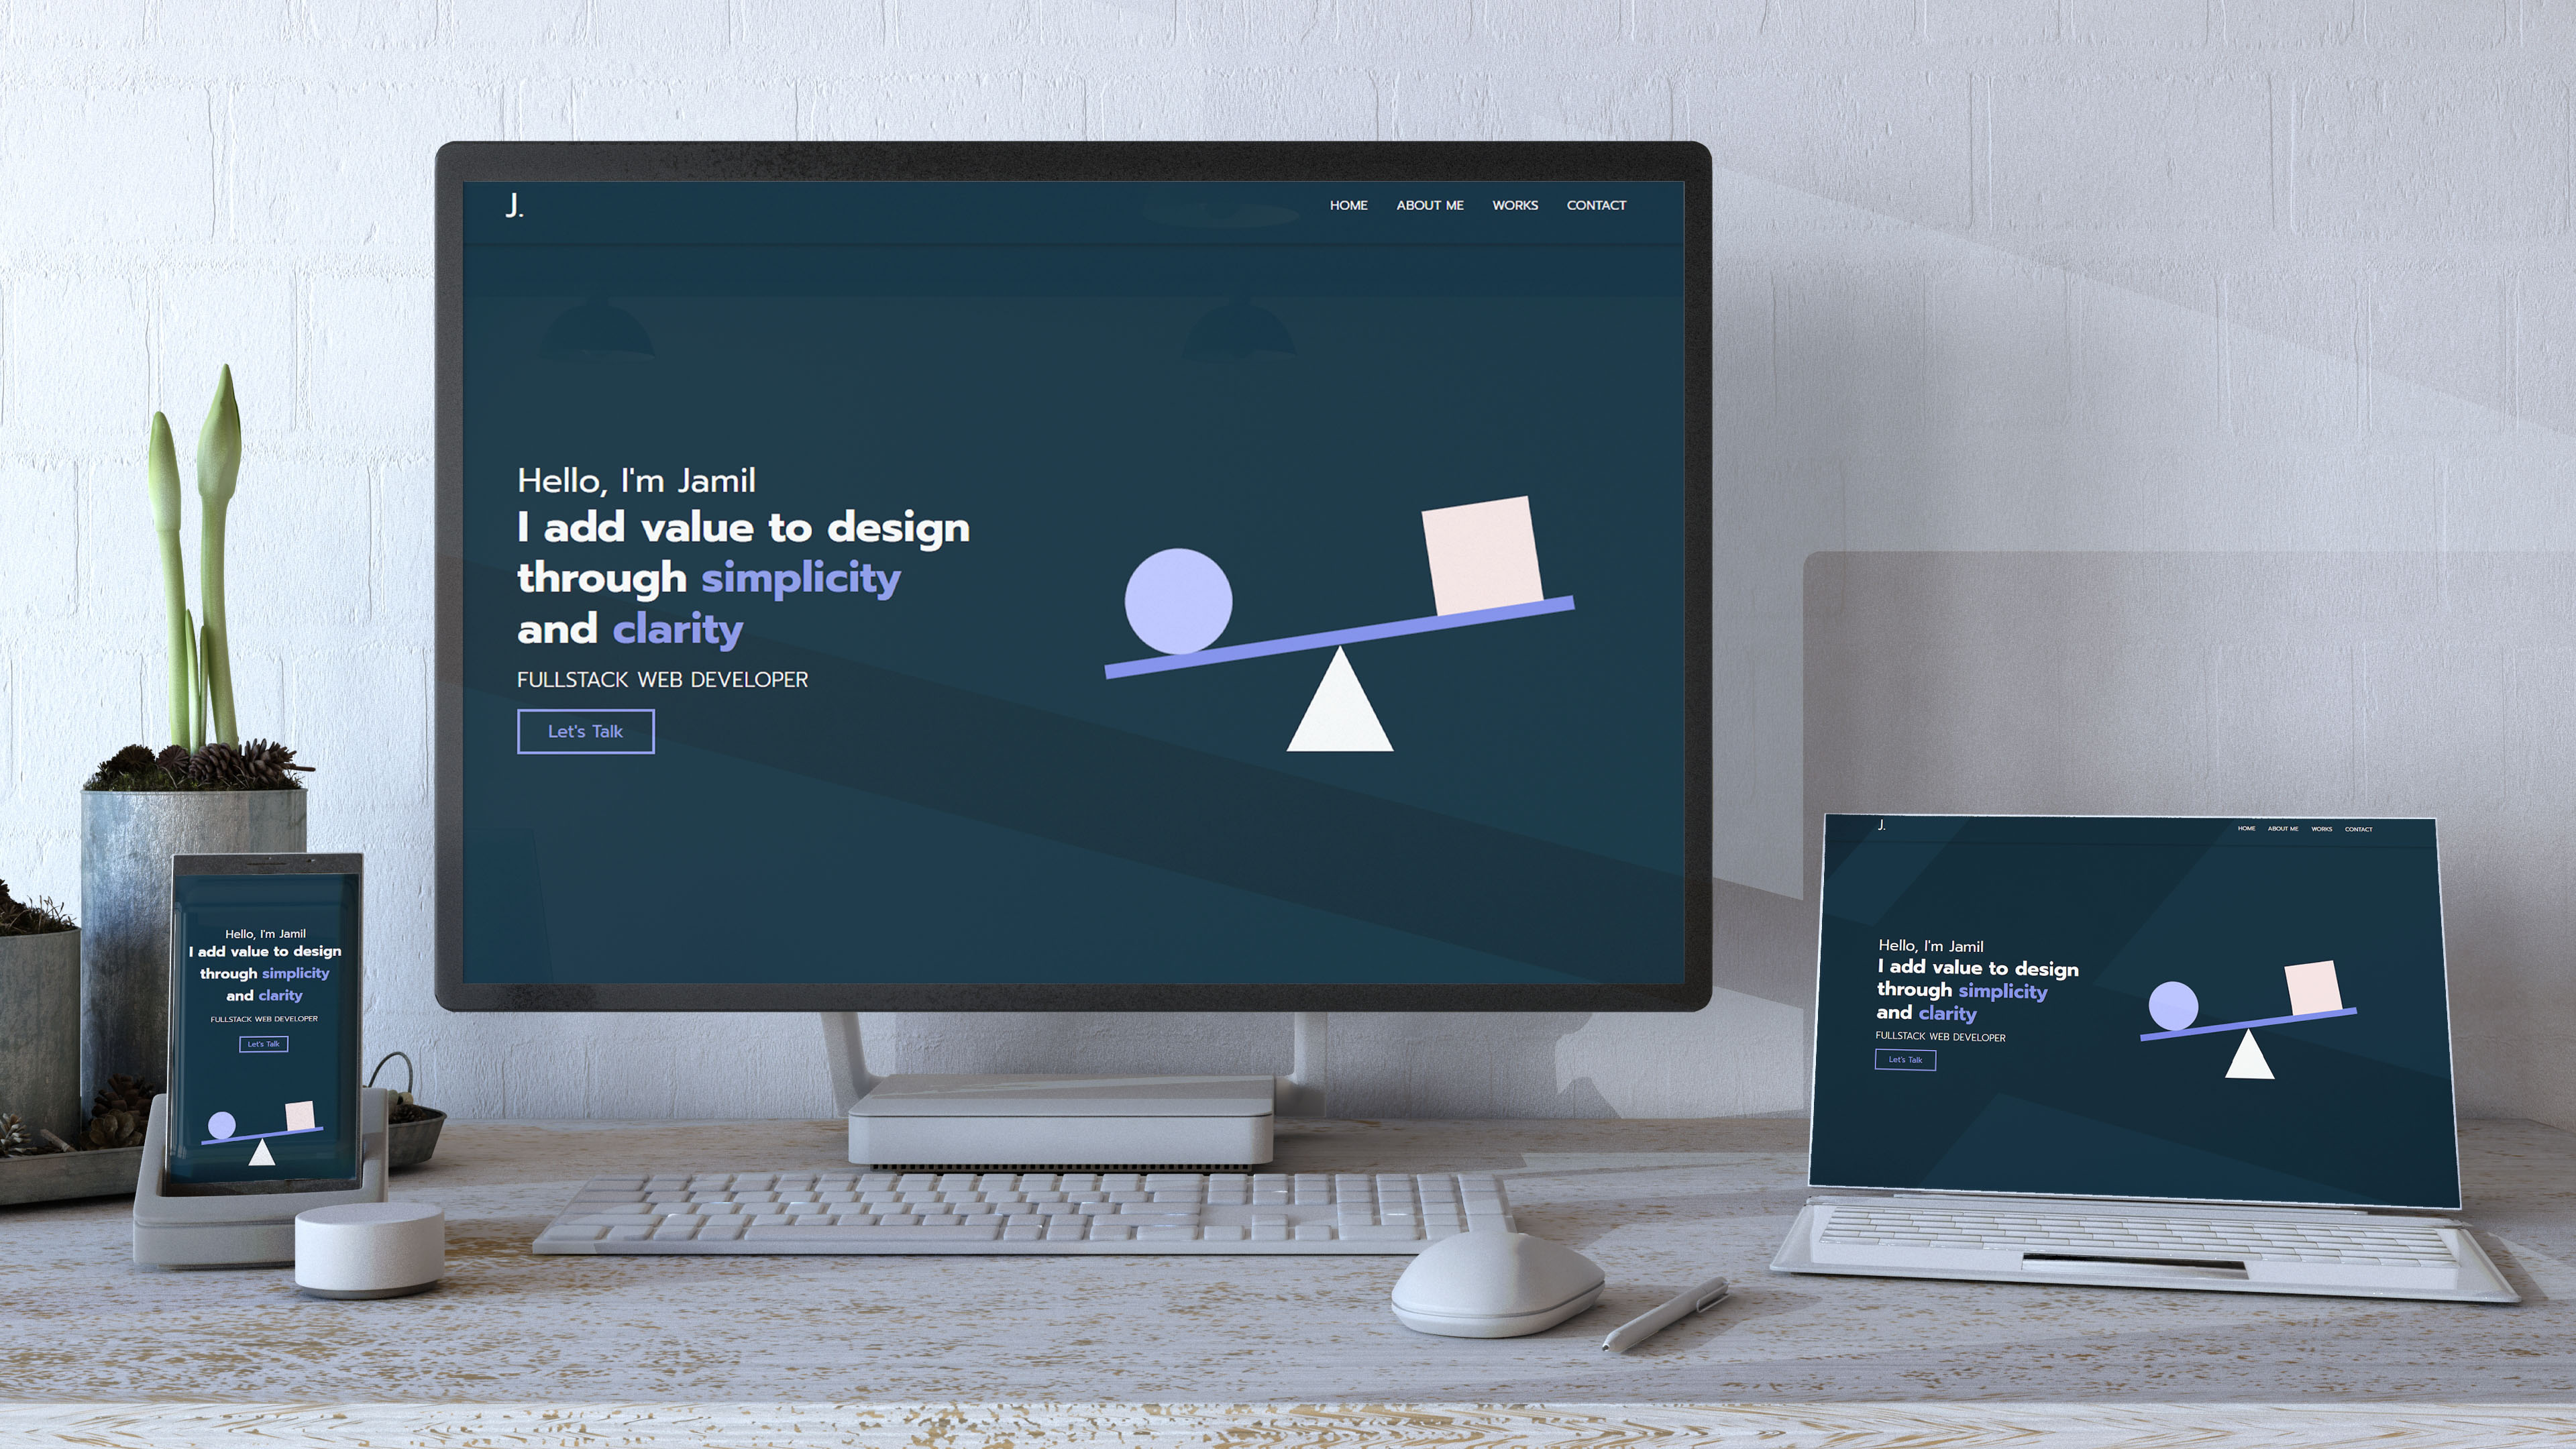 J.
HOME ABOUT ME WORKS CONTACT
Hello, I'm Jamil
I add value to design
through simplicity
and clarity
FULLSTACK WEB DEVELOPER
Let's Talk
Hello, I'm Jamil
I add value to design
through simplicity
and clarity
FULLSTACK WEB DEVELOPER
Let's Talk
J.
HOME ABOUT ME WORKS CONTACT
Hello, I'm Jamil
I add value to design
through simplicity
and clarity
FULLSTACK WEB DEVELOPER
Let's Talk